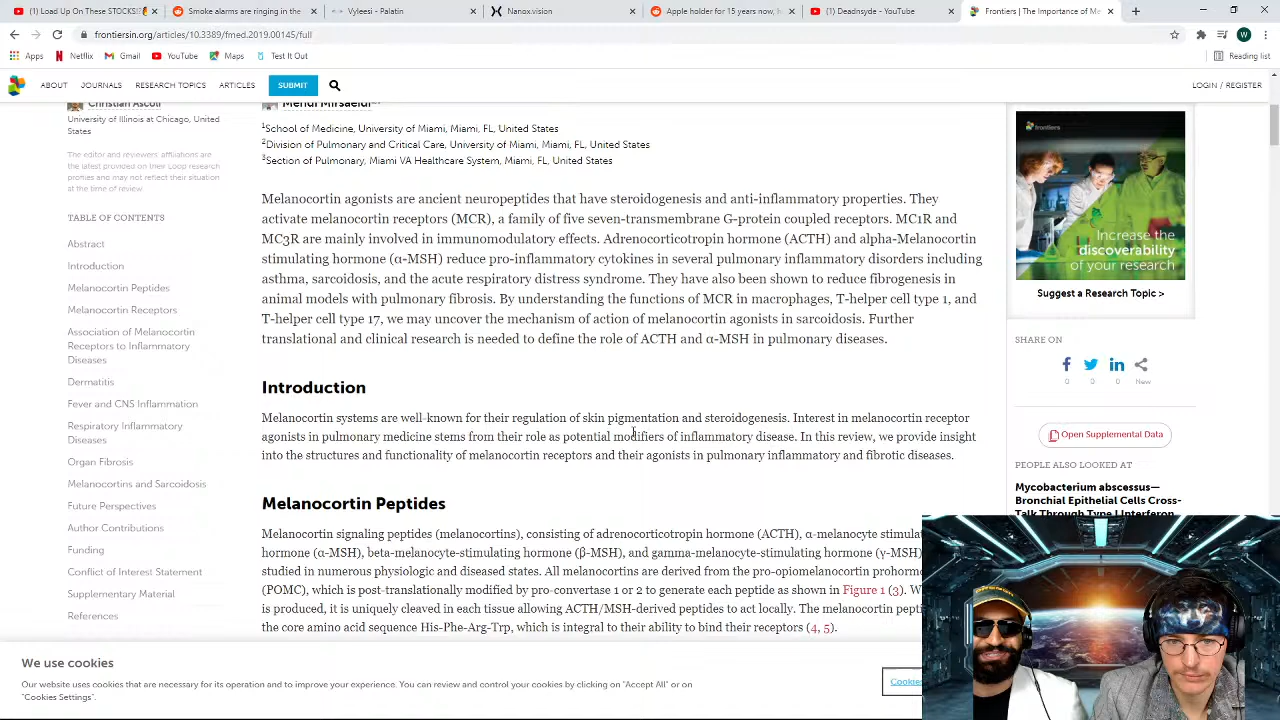 Load Up On These STOCKS!
Smoke alarms are ringing in the
Vyleesi - Palatin
Nanox.vision
Apple holder for 15 years now, h
Deadnsyde - YouTube
Frontiers | The Importance of Me
frontiersin.org/articles/10.3389/fmed.2019.00145/full
Apps
Netflix
Gmail
YouTube
Maps
Test It Out
Reading list
ABOUT
JOURNALS
RESEARCH TOPICS
ARTICLES
SUBMIT
LOGIN / REGISTER
Christian Ascoli
University of Illinois at Chicago, United
States
The editor and reviewers' affiliations are
the latest provided on their Loop research
profiles and may not reflect their situation
at the time of review.
TABLE OF CONTENTS
Abstract
Introduction
Melanocortin Peptides
Melanocortin Receptors
Association of Melanocortin
Receptors to Inflammatory
Diseases
Dermatitis
Fever and CNS Inflammation
Respiratory Inflammatory
Diseases
Organ Fibrosis
Melanocortins and Sarcoidosis
Future Perspectives
Author Contributions
Funding
Conflict of Interest Statement
Supplementary Material
References
Mehdi Mirsaeidi
1School of Medicine, University of Miami, Miami, FL, United States
2Division of Pulmonary and Critical Care, University of Miami, Miami, FL, United States
3Section of Pulmonary, Miami VA Healthcare System, Miami, FL, United States
Melanocortin agonists are ancient neuropeptides that have steroidogenesis and anti-inflammatory properties. They
activate melanocortin receptors (MCR), a family of five seven-transmembrane G-protein coupled receptors. MC1R and
MC3R are mainly involved in immunomodulatory effects. Adrenocorticotropin hormone (ACTH) and alpha-Melanocortin
stimulating hormone (α-MSH) reduce pro-inflammatory cytokines in several pulmonary inflammatory disorders including
asthma, sarcoidosis, and the acute respiratory distress syndrome. They have also been shown to reduce fibrogenesis in
animal models with pulmonary fibrosis. By understanding the functions of MCR in macrophages, T-helper cell type 1, and
T-helper cell type 17, we may uncover the mechanism of action of melanocortin agonists in sarcoidosis. Further
translational and clinical research is needed to define the role of ACTH and α-MSH in pulmonary diseases.
Introduction
Melanocortin systems are well-known for their regulation of skin pigmentation and steroidogenesis. Interest in melanocortin receptor
agonists in pulmonary medicine stems from their role as potential modifiers of inflammatory disease. In this review, we provide insight
into the structure and functionality of melanocortin receptors and their agonists in pulmonary inflammatory and fibrotic diseases.
Melanocortin Peptides
Melanocortin signaling peptides (melanocortins), consisting of adrenocorticotropin hormone (ACTH), α-melanocyte stimulat
hormone (α-MSH), beta-melanocyte-stimulating hormone (β-MSH), and gamma-melanocyte-stimulating hormone (γ-MSH)
studied in numerous physiologic and diseased states. All melanocortins are derived from the pro-opiomelanocortin prohormo
(POMC), which is post-translationally modified by pro-convertase 1 or 2 to generate each peptide as shown in Figure 1 (3). W
is produced, it is uniquely cleaved in each tissue allowing ACTH/MSH-derived peptides to act locally. The melanocortin pepti
the core amino acid sequence His-Phe-Arg-Trp, which is integral to their ability to bind their receptors (4, 5).
frontiers
Increase the
discoverability
of your research
Suggest a Research Topic >
SHARE ON
0
0
0
New
Open Supplemental Data
PEOPLE ALSO LOOKED AT
Mycobacterium abscessus—
Bronchial Epithelial Cells Cross-
Talk Through Type I Interferon
We use cookies
Our website uses cookies that are necessary for its operation and to improve your experience. You can review and control your cookies by clicking on "Accept All" or on
"Cookies Settings".
Cookies